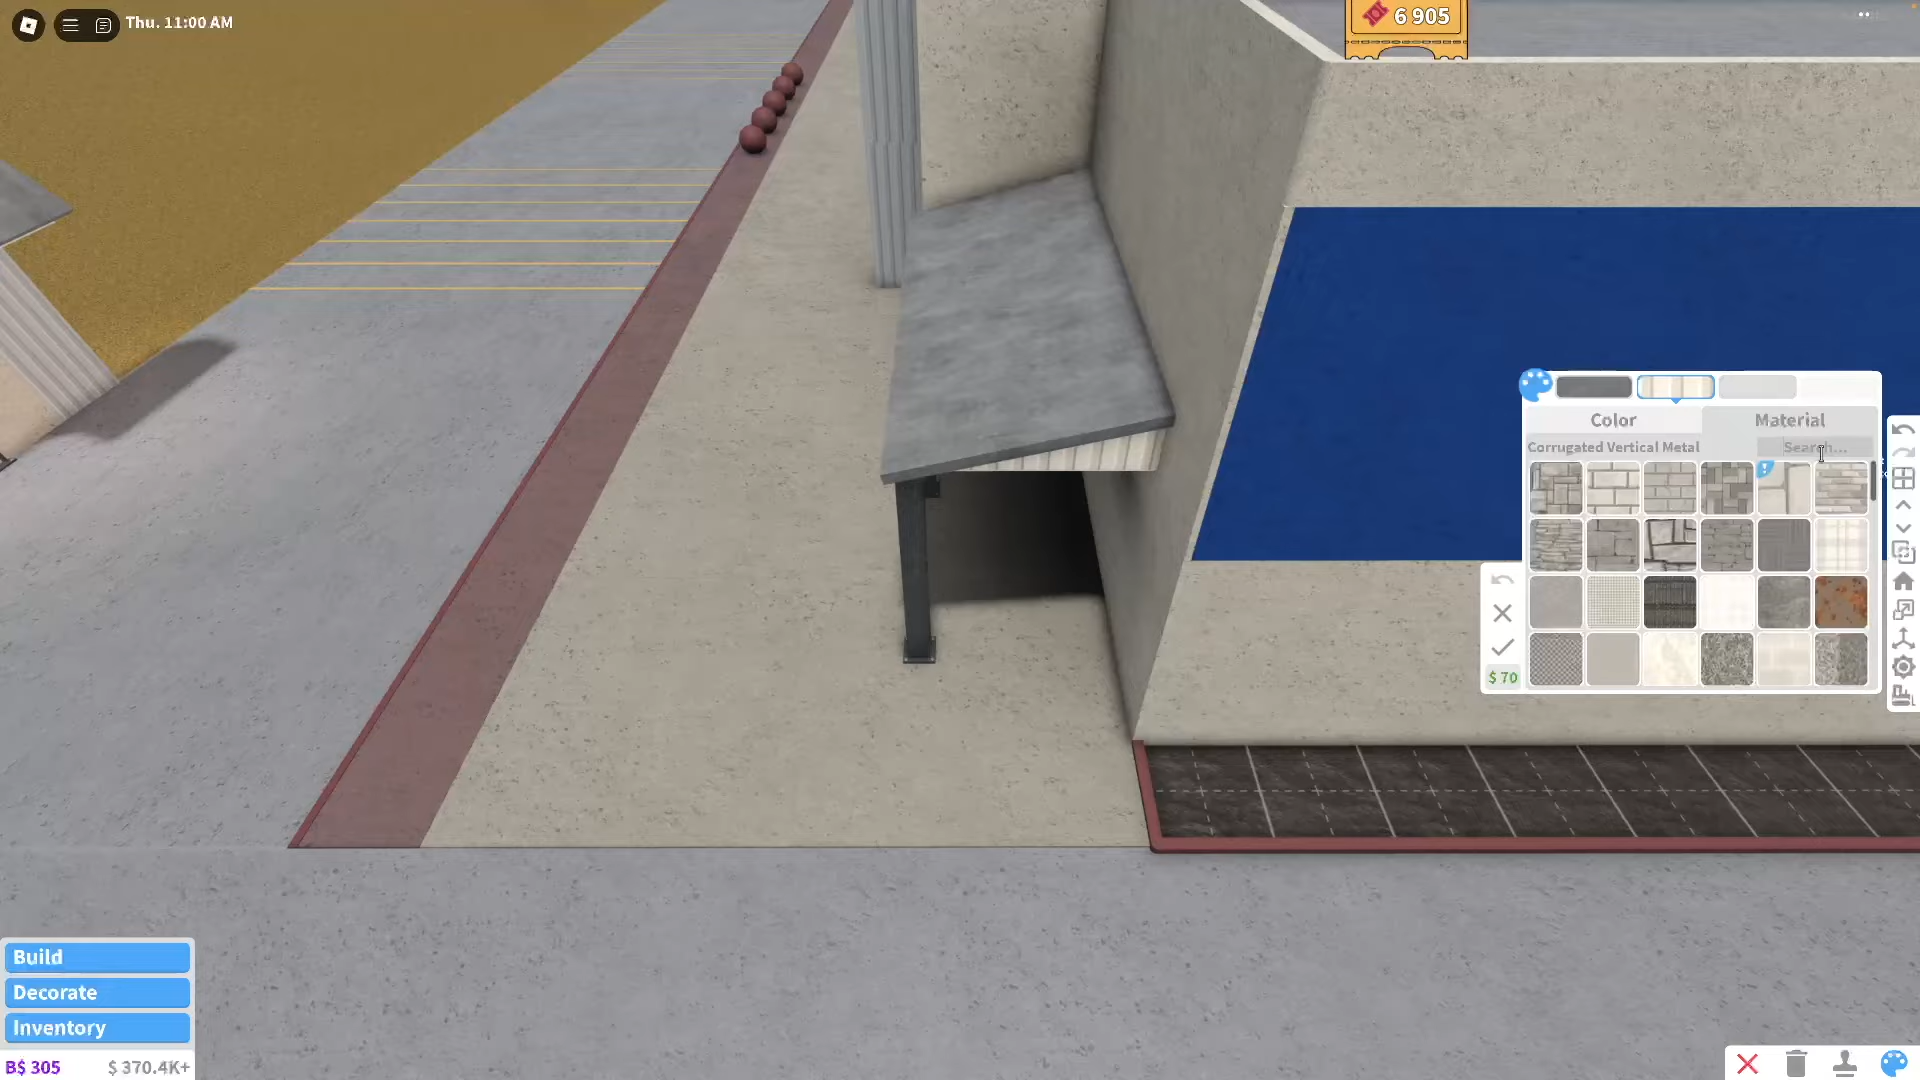 Thu. 11:00 AM
6 905
Color
Material
Corrugated Vertical Metal
Search...
$ 70
Build
Decorate
Inventory
B$ 305
$ 370.4K+